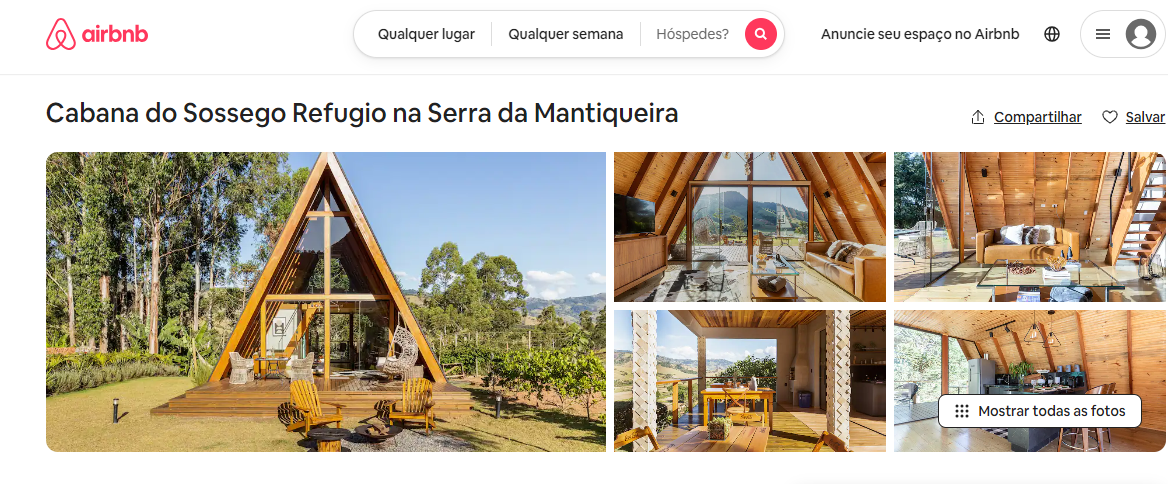 airbnb
Qualquer lugar
Qualquer semana
Hóspedes?
Anuncie seu espaço no Airbnb
Cabana do Sossego Refugio na Serra da Mantiqueira
Compartilhar
Salvar
Mostrar todas as fotos